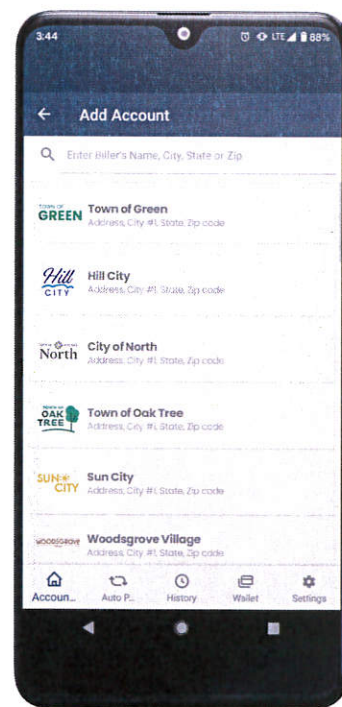 3:44 LTE 88%
Add Account
Enter Biller's Name, City, State or Zip
TOWN OF
GREEN
Town of Green
Address, City #1, State, Zip code
Hill
CITY
Hill City
Address, City #1, State, Zip code
North
City of North
Address, City #1, State, Zip code
TOWN OF
OAK
TREE
Town of Oak Tree
Address, City #1, State, Zip code
SUN
CITY
Sun City
Address, City #1, State, Zip code
WOODSGROVE
Woodsgrove Village
Address, City #1, State, Zip code
Accoun... Auto P... History Wallet Settings